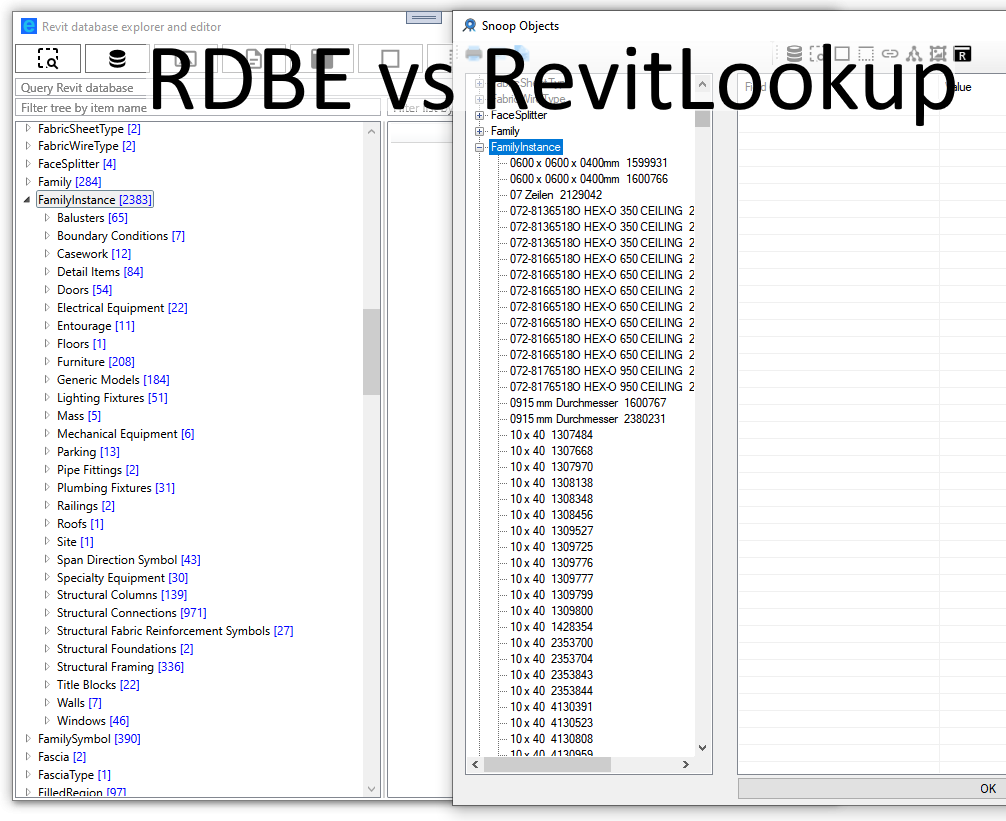 Revit database explorer and editor
Query Revit database
Filter tree by item name
FabricSheetType [2]
FabricWireType [2]
FaceSplitter [4]
Family [284]
FamilyInstance [2383]
Balusters [65]
Boundary Conditions [7]
Casework [12]
Detail Items [84]
Doors [54]
Electrical Equipment [22]
Entourage [11]
Floors [1]
Furniture [208]
Generic Models [184]
Lighting Fixtures [51]
Mass [5]
Mechanical Equipment [6]
Parking [13]
Pipe Fittings [2]
Plumbing Fixtures [31]
Railings [2]
Roofs [1]
Site [1]
Span Direction Symbol [43]
Specialty Equipment [30]
Structural Columns [139]
Structural Connections [971]
Structural Fabric Reinforcement Symbols [27]
Structural Foundations [2]
Structural Framing [336]
Title Blocks [22]
Walls [7]
Windows [46]
FamilySymbol [390]
Fascia [2]
FasciaType [1]
FilledRegion [97]
RDBE vs RevitLookup
Snoop Objects
FabricSheetType
FabricWireType
FaceSplitter
Family
FamilyInstance
0600 x 0600 x 0400mm 1599931
0600 x 0600 x 0400mm 1600766
07 Zeilen 2129042
072-8136518O HEX-O 350 CEILING 2
072-8136518O HEX-O 350 CEILING 2
072-8136518O HEX-O 350 CEILING 2
072-8166518O HEX-O 650 CEILING 2
072-8166518O HEX-O 650 CEILING 2
072-8166518O HEX-O 650 CEILING 2
072-8166518O HEX-O 650 CEILING 2
072-8166518O HEX-O 650 CEILING 2
072-8166518O HEX-O 650 CEILING 2
072-8166518O HEX-O 650 CEILING 2
072-8176518O HEX-O 950 CEILING 2
072-8176518O HEX-O 950 CEILING 2
0915 mm Durchmesser 1600767
0915 mm Durchmesser 2380231
10 x 40 1307484
10 x 40 1307668
10 x 40 1307970
10 x 40 1308138
10 x 40 1308348
10 x 40 1308456
10 x 40 1309527
10 x 40 1309725
10 x 40 1309776
10 x 40 1309777
10 x 40 1309799
10 x 40 1309800
10 x 40 1428354
10 x 40 2353700
10 x 40 2353704
10 x 40 2353843
10 x 40 2353844
10 x 40 4130391
10 x 40 4130523
10 x 40 4130808
10 x 40 4130959
OK